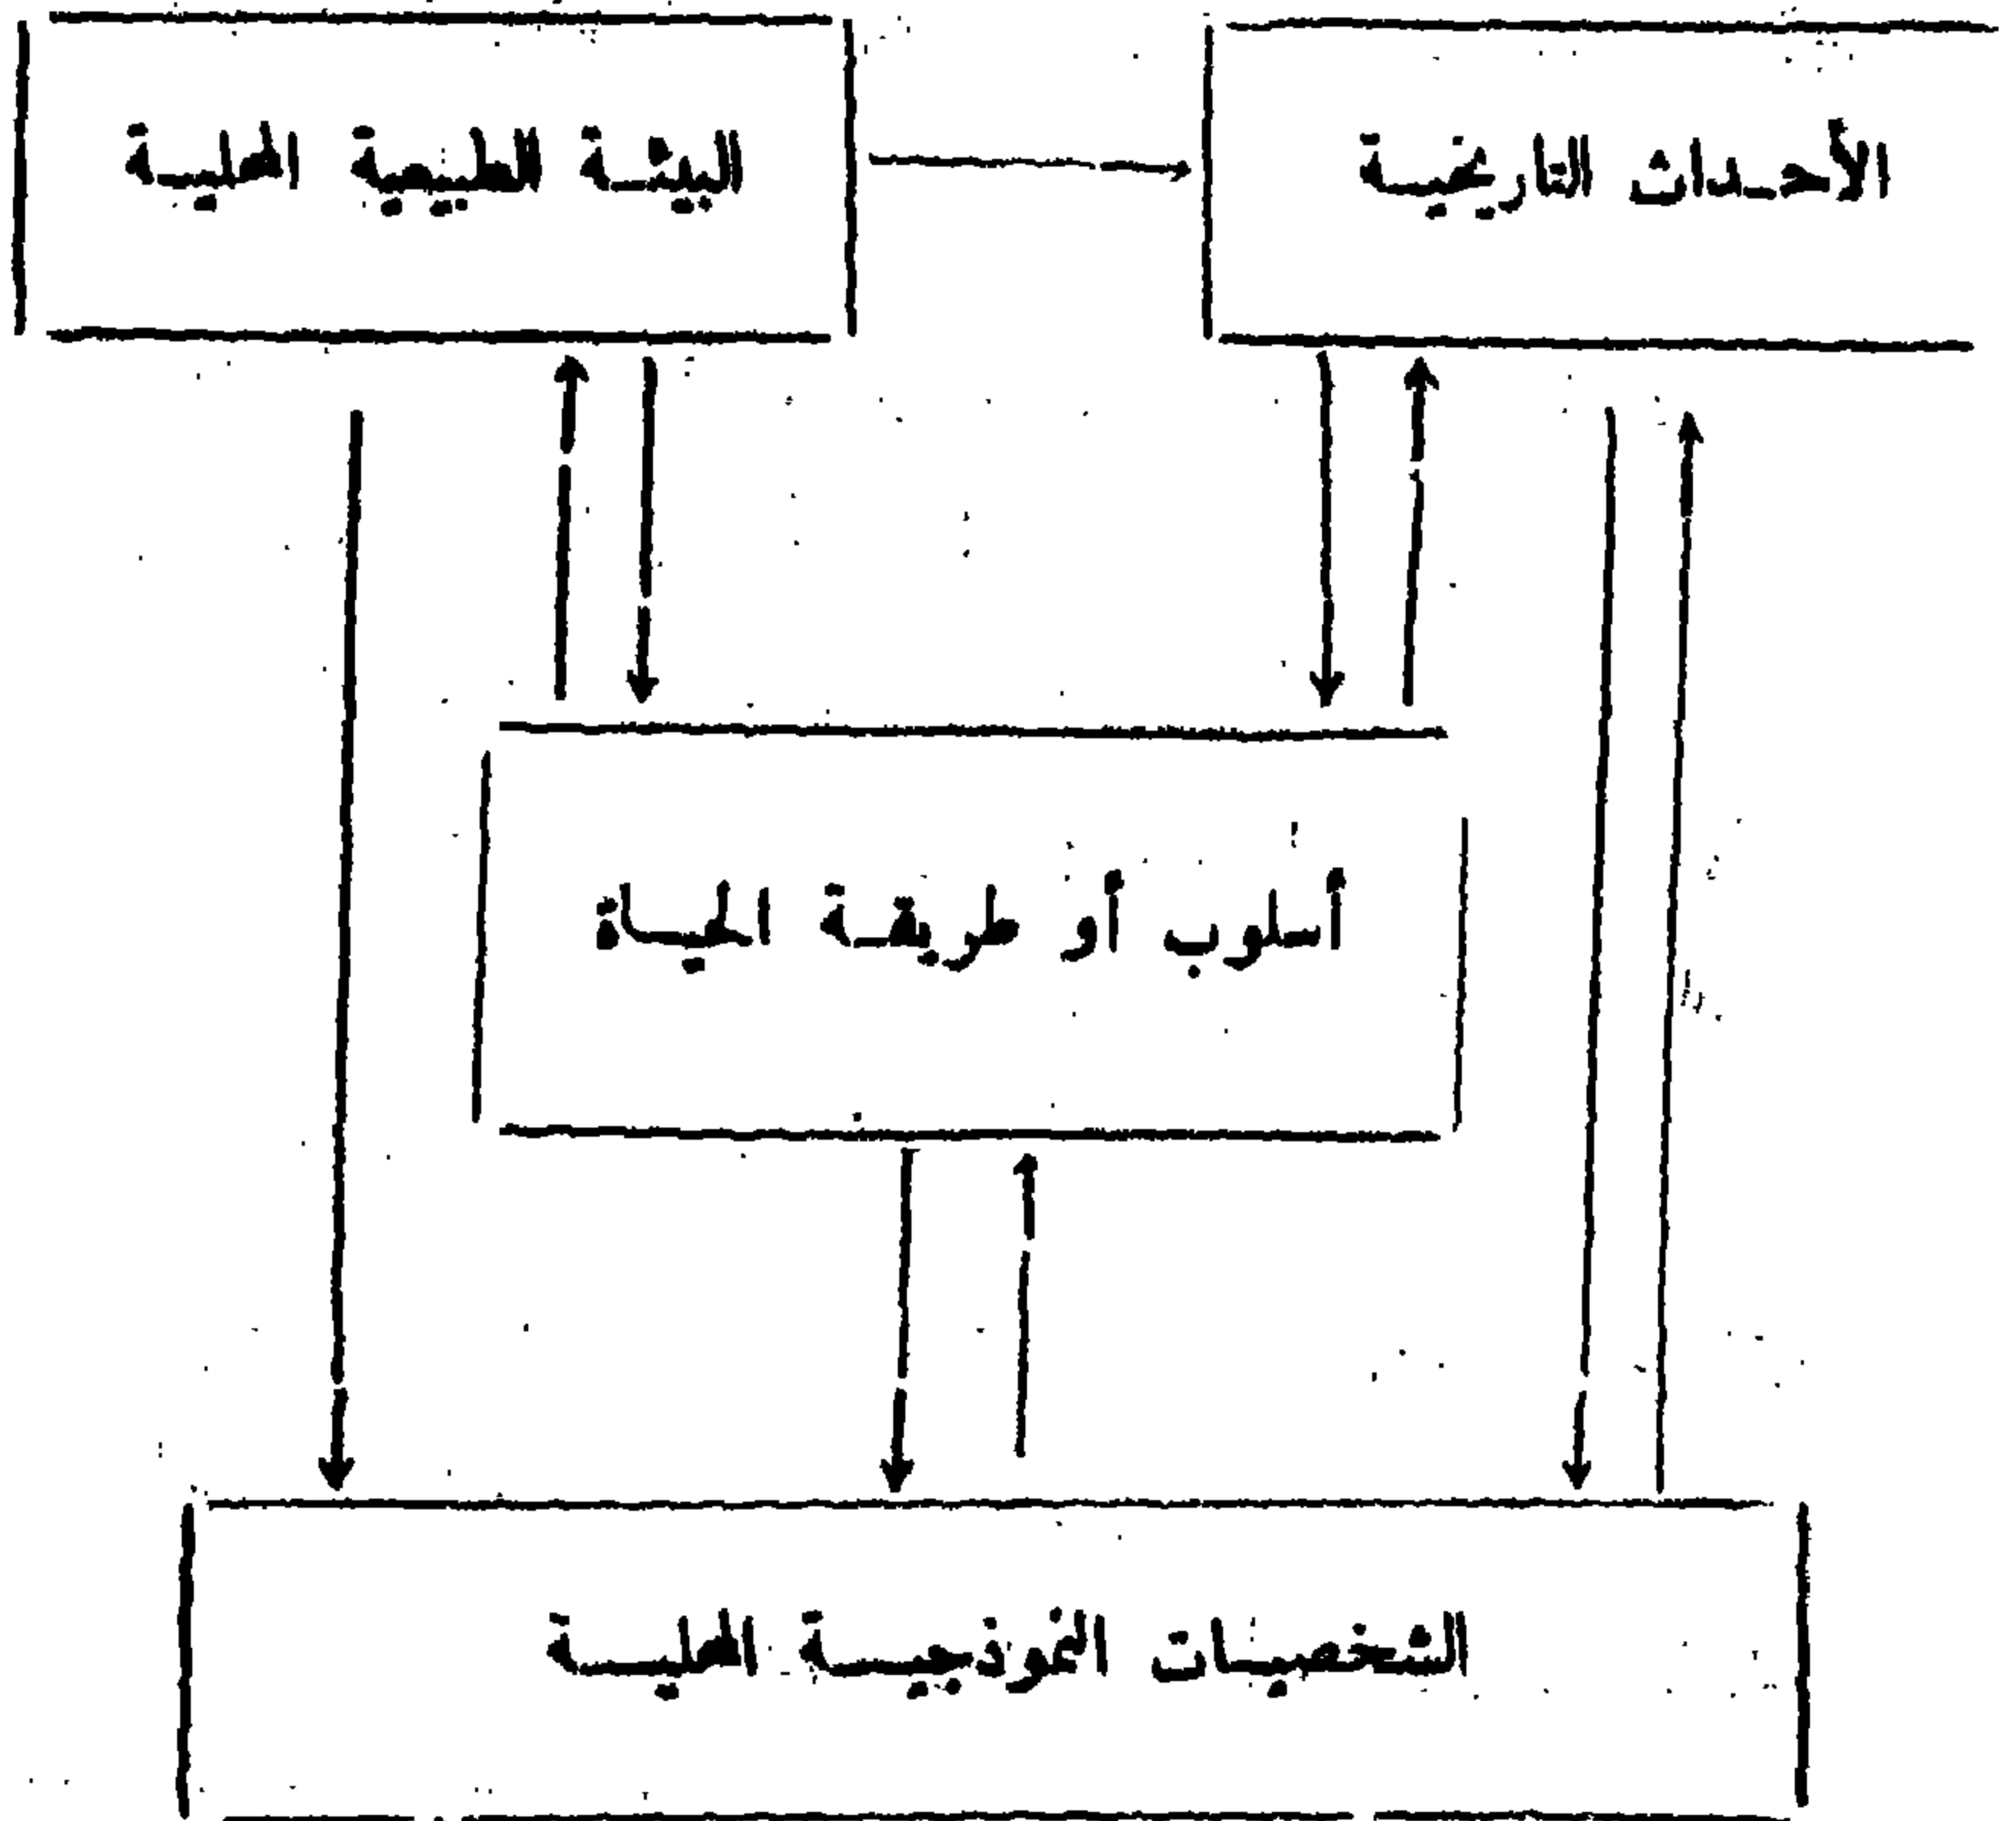 الأحداث التاريخية
البيئة الطبيعية المحلية
أسلوب أو طريقة الحياة
الشخصيات النموذجية المحلية